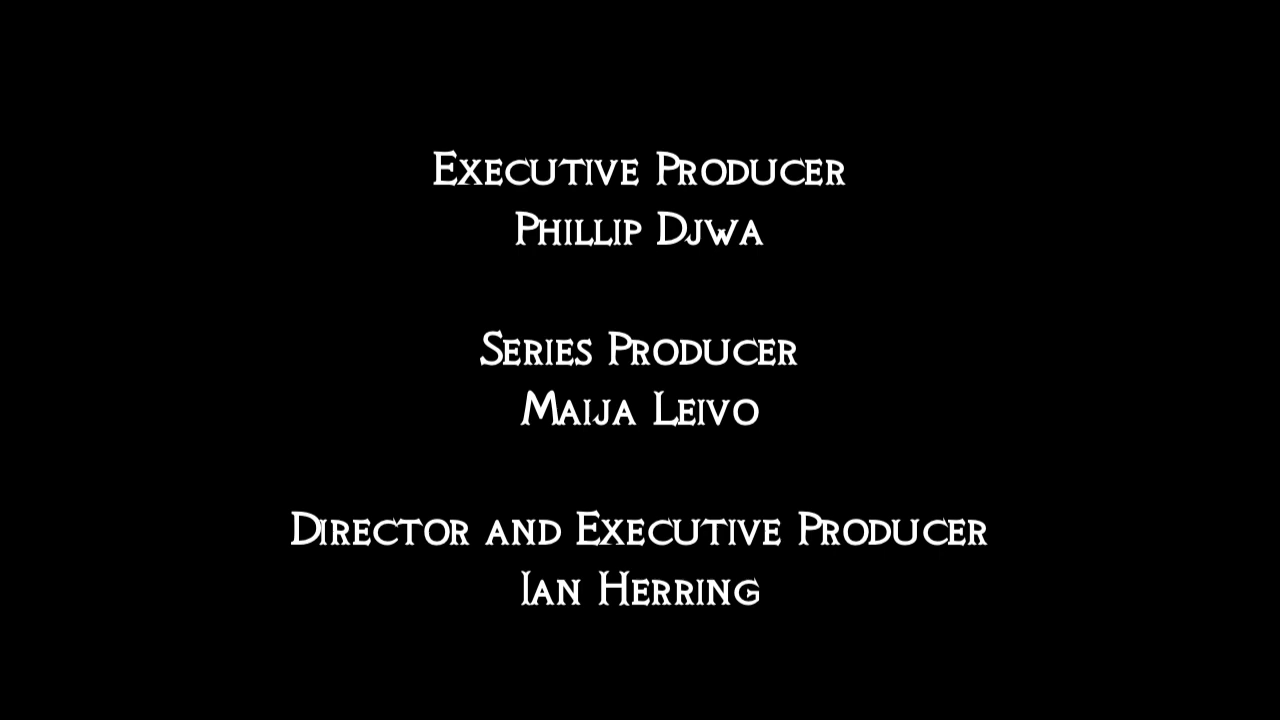 Executive Producer
Phillip Djwa
Series Producer
Maija Leivo
Director and Executive Producer
Ian Herring